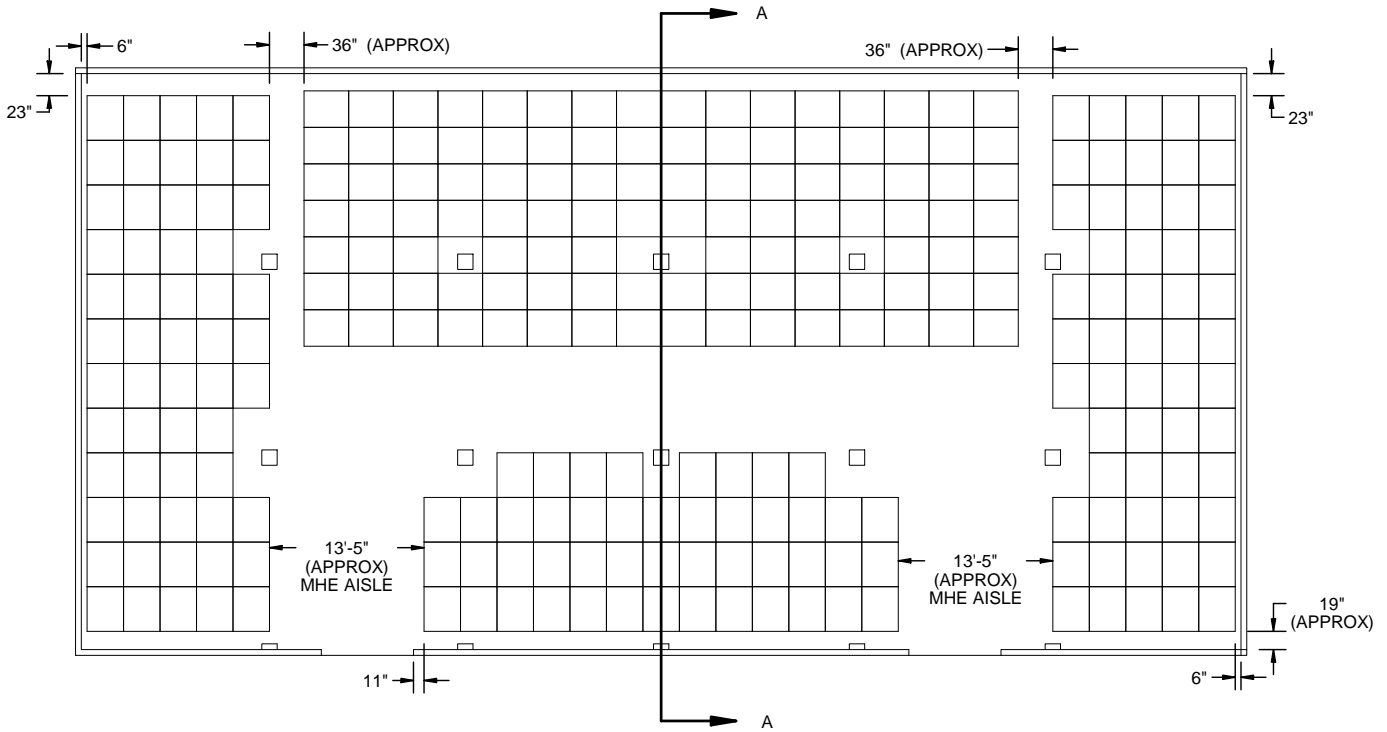 A
6"
36" (APPROX)
36" (APPROX)
23"
23"
13'-5"
(APPROX)
MHE AISLE
13'-5"
(APPROX)
MHE AISLE
19"
(APPROX)
11"
6"
A